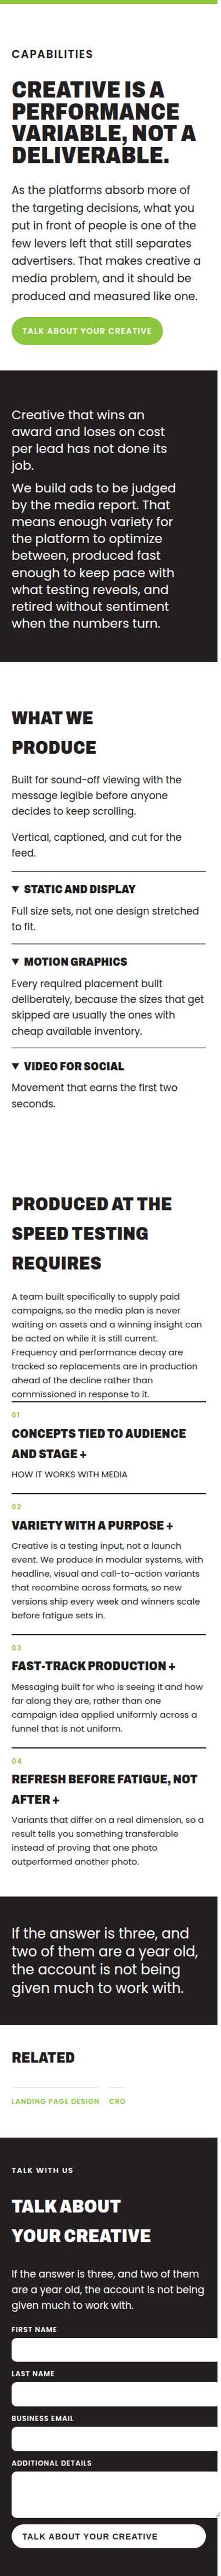 CAPABILITIES
CREATIVE IS A
PERFORMANCE
VARIABLE, NOT A
DELIVERABLE.
As the platforms absorb more of
the targeting decisions, what you
put in front of people is one of the
few levers left that still separates
advertisers. That makes creative a
media problem, and it should be
produced and measured like one.
TALK ABOUT YOUR CREATIVE
Creative that wins an
award and loses on cost
per lead has not done its
job.
We build ads to be judged
by the media report. That
means enough variety for
the platform to optimize
between, produced fast
enough to keep pace with
what testing reveals, and
retired without sentiment
when the numbers turn.
WHAT WE
PRODUCE
Built for sound-off viewing with the
message legible before anyone
decides to keep scrolling.
Vertical, captioned, and cut for the
feed.
▼ STATIC AND DISPLAY
Full size sets, not one design stretched
to fit.
▼ MOTION GRAPHICS
Every required placement built
deliberately, because the sizes that get
skipped are usually the ones with
cheap available inventory.
▼ VIDEO FOR SOCIAL
Movement that earns the first two
seconds.
PRODUCED AT THE
SPEED TESTING
REQUIRES
A team built specifically to supply paid
campaigns, so the media plan is never
waiting on assets and a winning insight can
be acted on while it is still current.
Frequency and performance decay are
tracked so replacements are in production
ahead of the decline rather than
commissioned in response to it.
01
CONCEPTS TIED TO AUDIENCE
AND STAGE +
HOW IT WORKS WITH MEDIA
02
VARIETY WITH A PURPOSE +
Creative is a testing input, not a launch
event. We produce in modular systems, with
headline, visual and call-to-action variants
that recombine across formats, so new
versions ship every week and winners scale
before fatigue sets in.
03
FAST-TRACK PRODUCTION +
Messaging built for who is seeing it and how
far along they are, rather than one
campaign idea applied uniformly across a
funnel that is not uniform.
04
REFRESH BEFORE FATIGUE, NOT
AFTER +
Variants that differ on a real dimension, so a
result tells you something transferable
instead of proving that one photo
outperformed another photo.
If the answer is three, and
two of them are a year old,
the account is not being
given much to work with.
RELATED
LANDING PAGE DESIGN CRO
TALK WITH US
TALK ABOUT
YOUR CREATIVE
If the answer is three, and two of them
are a year old, the account is not being
given much to work with.
FIRST NAME
LAST NAME
BUSINESS EMAIL
ADDITIONAL DETAILS
TALK ABOUT YOUR CREATIVE